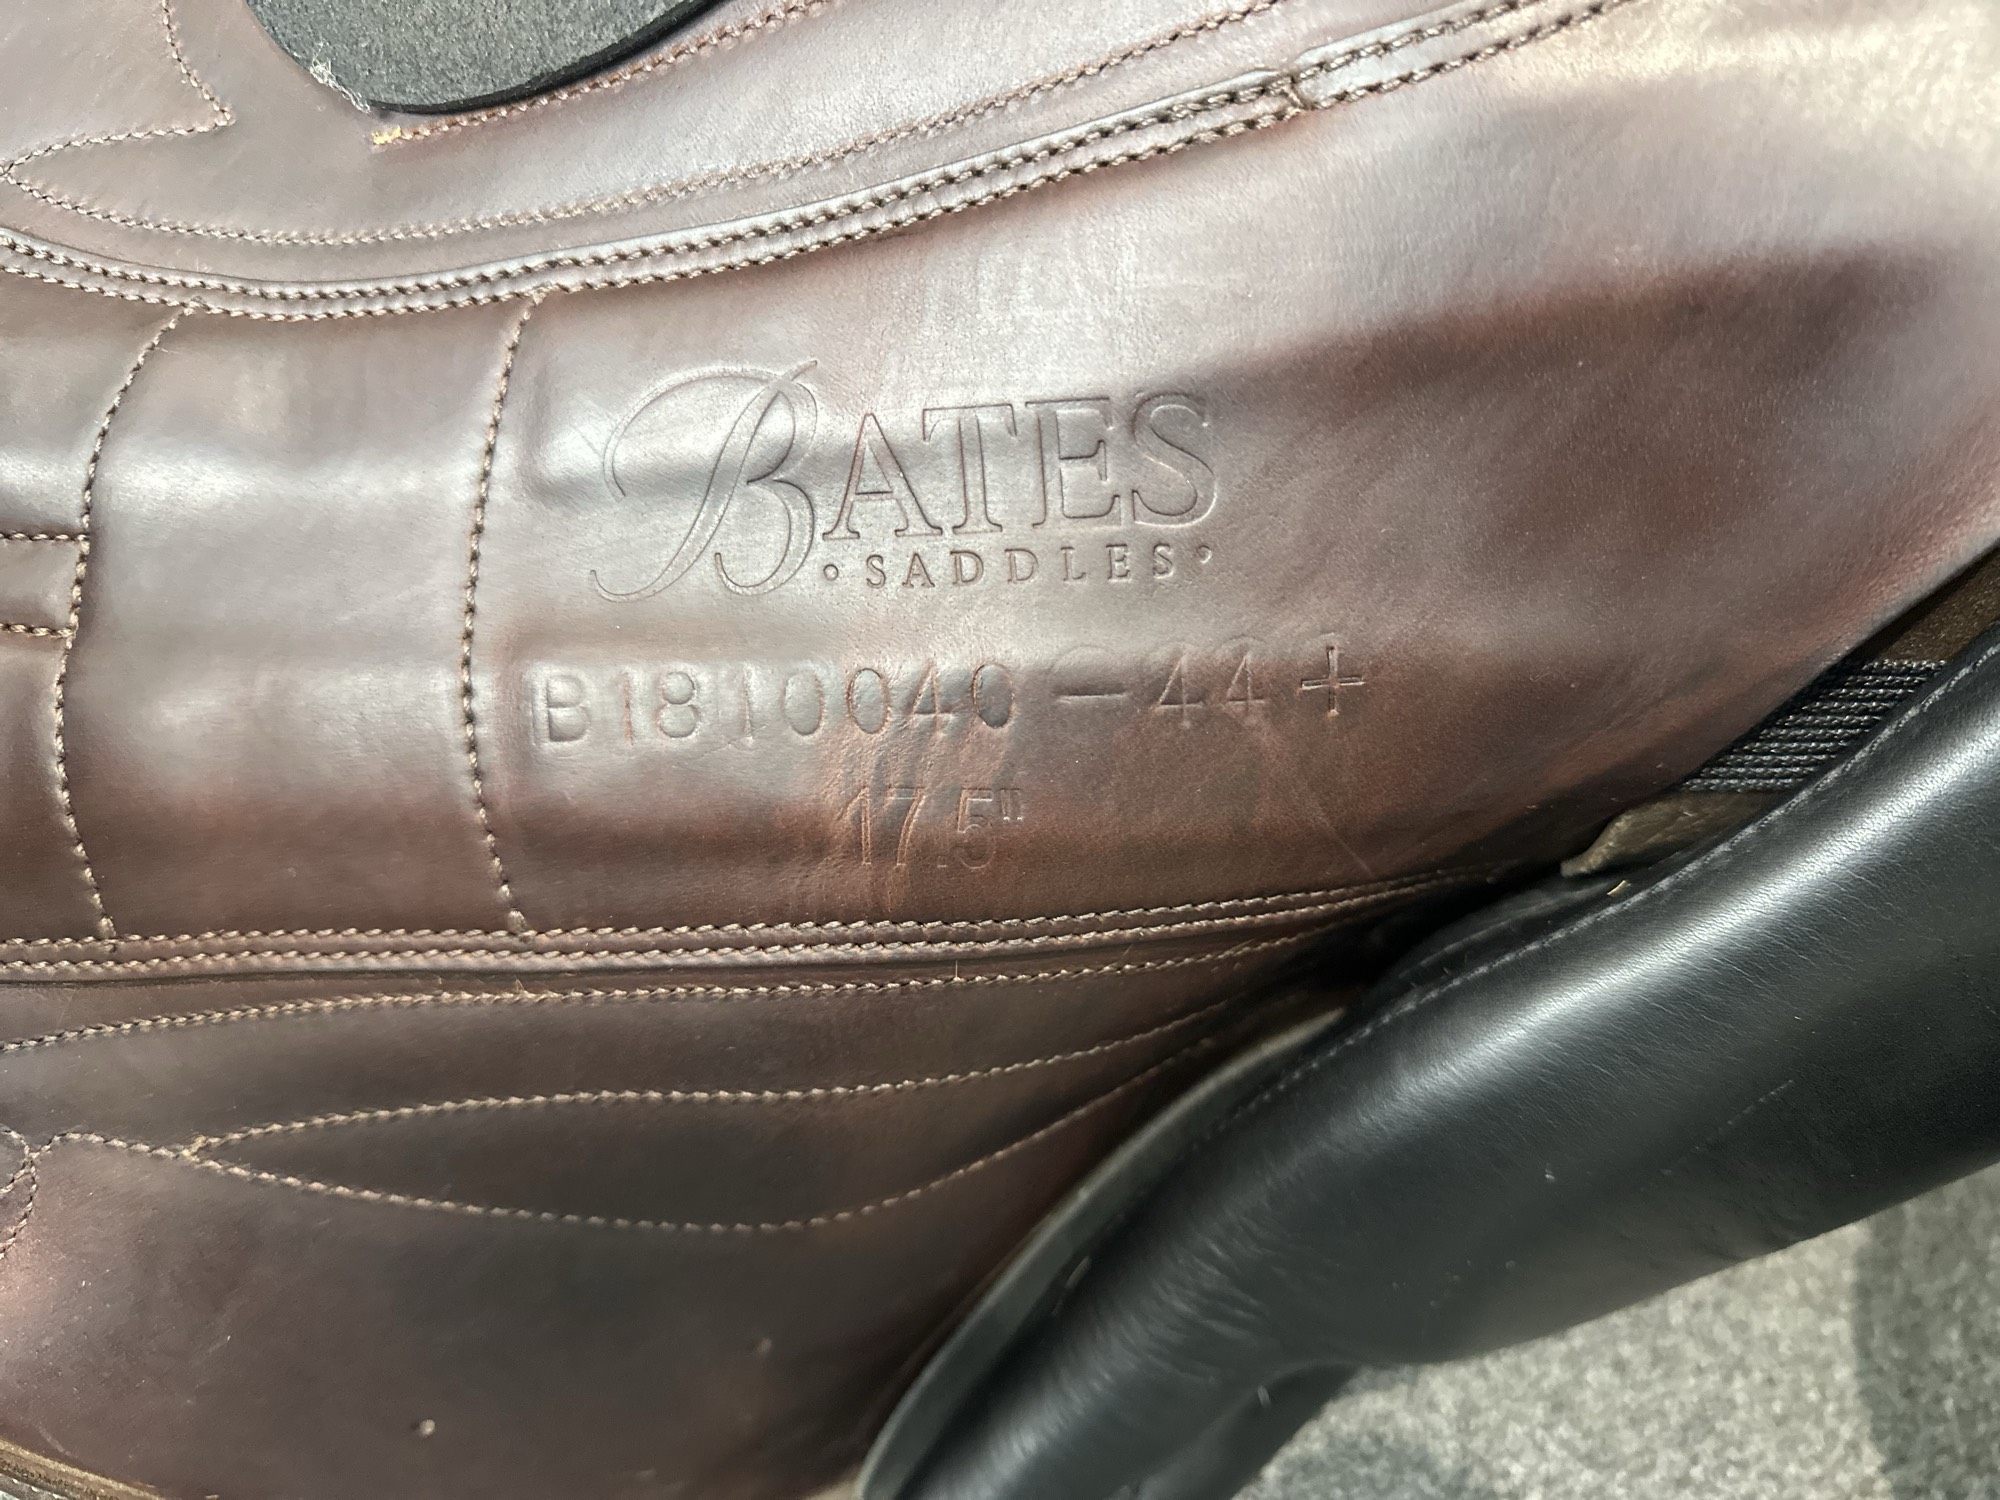 BATES
• SADDLES •
B1810040-44+
17.5"